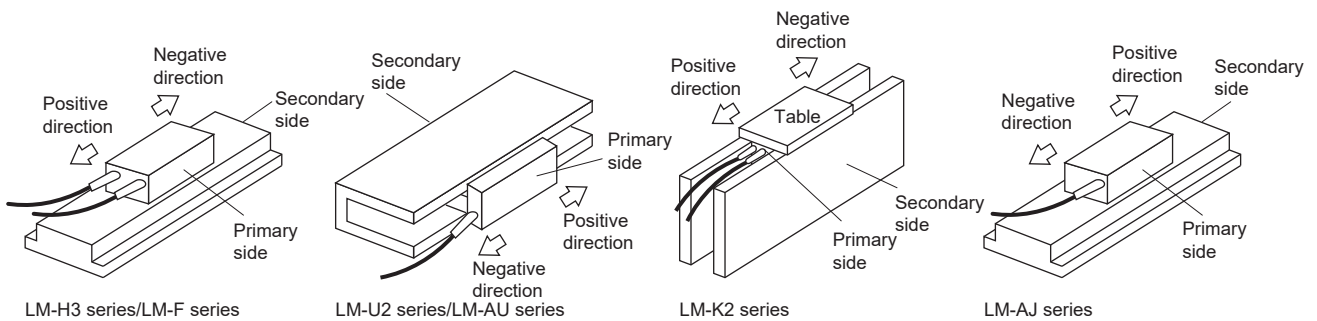 Negative
direction
Positive
direction
Secondary
side
Primary
side
LM-H3 series/LM-F series
Secondary
side
Primary
side
Positive
direction
Negative
direction
LM-U2 series/LM-AU series
Negative
direction
Positive
direction
Table
Secondary
side
Primary
side
LM-K2 series
Positive
direction
Secondary
side
Negative
direction
Primary
side
LM-AJ series